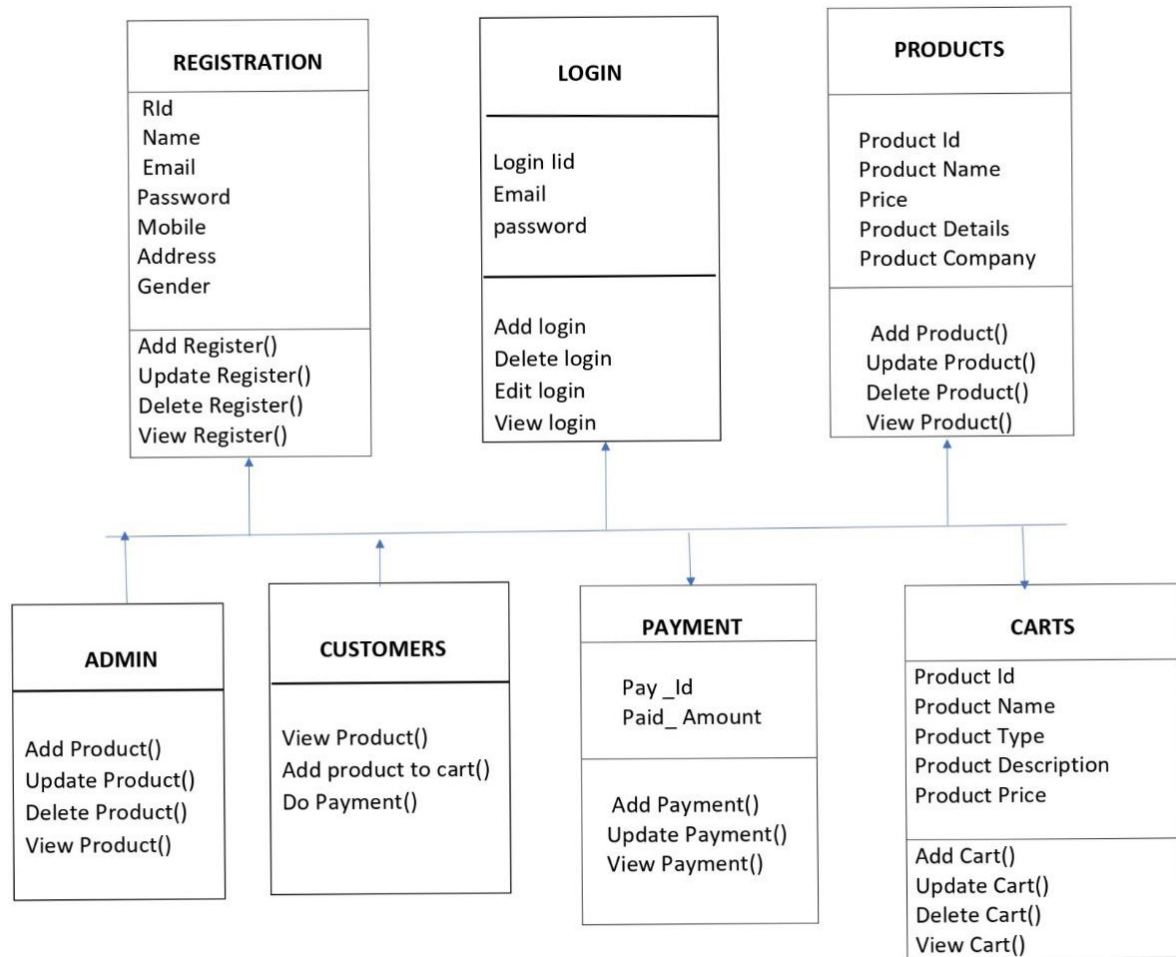 REGISTRATION
RId
Name
Email
Password
Mobile
Address
Gender
Add Register()
Update Register()
Delete Register()
View Register()
LOGIN
Login Iid
Email
password
Add login
Delete login
Edit login
View login
PRODUCTS
Product Id
Product Name
Price
Product Details
Product Company
Add Product()
Update Product()
Delete Product()
View Product()
ADMIN
Add Product()
Update Product()
Delete Product()
View Product()
CUSTOMERS
View Product()
Add product to cart()
Do Payment()
PAYMENT
Pay _Id
Paid_ Amount
Add Payment()
Update Payment()
View Payment()
CARTS
Product Id
Product Name
Product Type
Product Description
Product Price
Add Cart()
Update Cart()
Delete Cart()
View Cart()